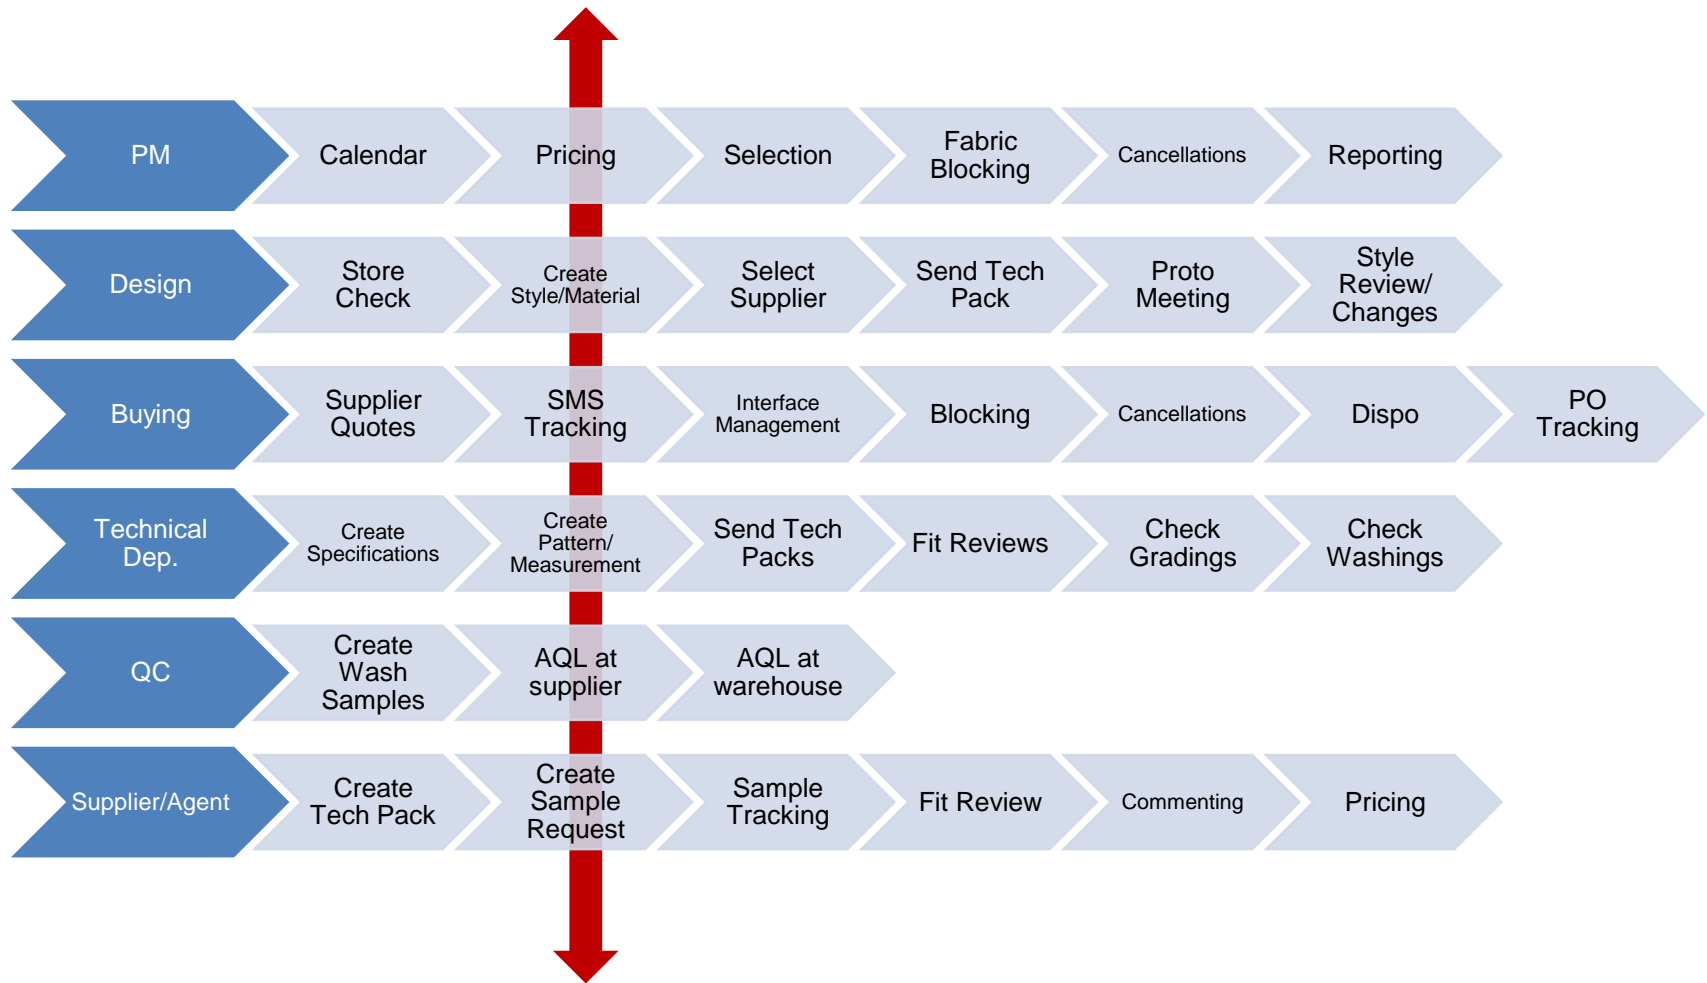 PM
Calendar
Pricing
Selection
Fabric
Blocking
Cancellations
Reporting
Design
Store
Check
Create
Style/Material
Select
Supplier
Send Tech
Pack
Proto
Meeting
Style
Review/
Changes
Buying
Supplier
Quotes
SMS
Tracking
Interface
Management
Blocking
Cancellations
Dispo
PO
Tracking
Technical
Dep.
Create
Specifications
Create
Pattern/
Measurement
Send Tech
Packs
Fit Reviews
Check
Gradings
Check
Washings
QC
Create
Wash
Samples
AQL at
supplier
AQL at
warehouse
Supplier/Agent
Create
Tech Pack
Create
Sample
Request
Sample
Tracking
Fit Review
Commenting
Pricing